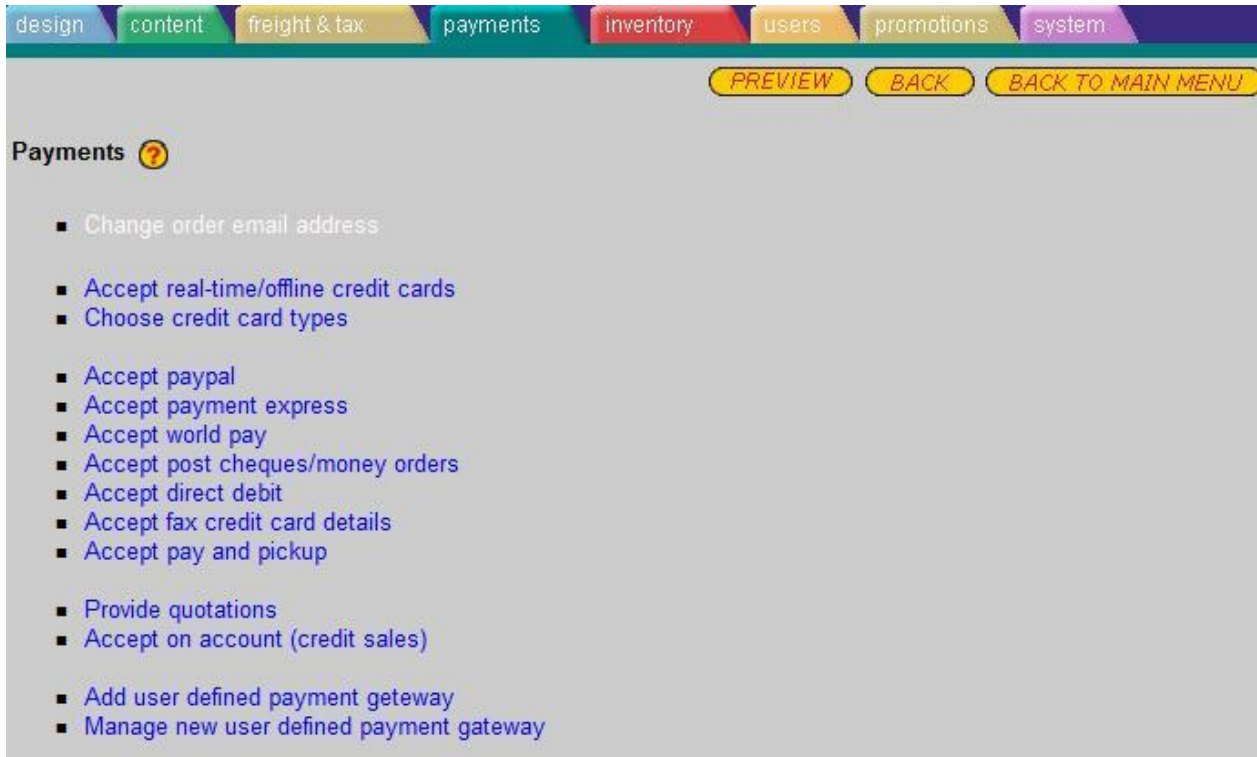 design content freight & tax payments inventory users promotions system
PREVIEW BACK BACK TO MAIN MENU
Payments ?
Change order email address
Accept real-time/offline credit cards
Choose credit card types
Accept paypal
Accept payment express
Accept world pay
Accept post cheques/money orders
Accept direct debit
Accept fax credit card details
Accept pay and pickup
Provide quotations
Accept on account (credit sales)
Add user defined payment geteway
Manage new user defined payment gateway